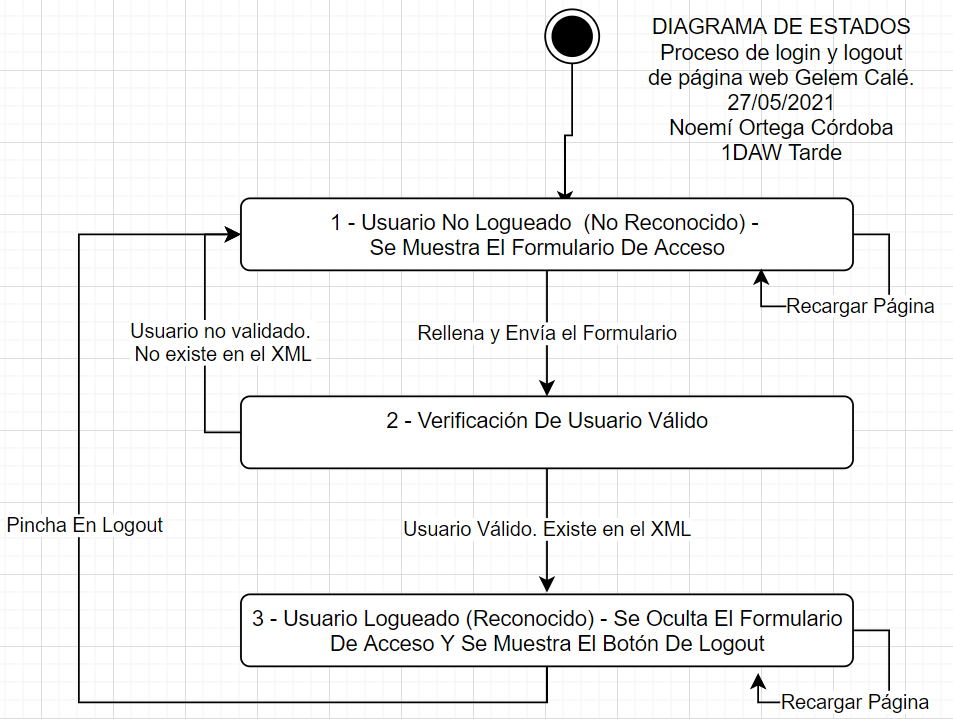 DIAGRAMA DE ESTADOS
Proceso de login y logout
de página web Gelem Calé.
27/05/2021
Noemí Ortega Córdoba
1DAW Tarde
1 - Usuario No Logueado (No Reconocido) -
Se Muestra El Formulario De Acceso
Recargar Página
Usuario no validado.
No existe en el XML
Rellena y Envía el Formulario
2 - Verificación De Usuario Válido
Pincha En Logout
Usuario Válido. Existe en el XML
3 - Usuario Logueado (Reconocido) - Se Oculta El Formulario
De Acceso Y Se Muestra El Botón De Logout
Recargar Página